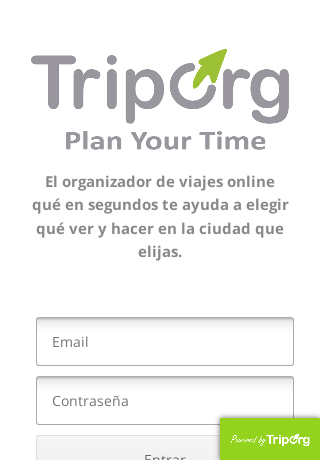 TripOrg
Plan Your Time
El organizador de viajes online
qué en segundos te ayuda a elegir
qué ver y hacer en la ciudad que
elijas.
Email
Contraseña
Entrar
Powered by TripOrg